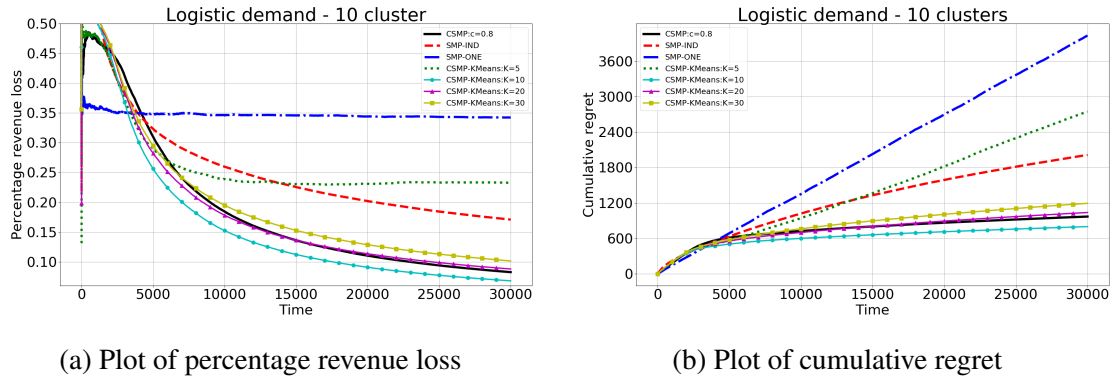 Logistic demand - 10 cluster
Percentage revenue loss
0.50
0.45
0.40
0.35
0.30
0.25
0.20
0.15
0.10
CSMP:c=0.8
SMP-IND
SMP-ONE
CSMP-KMeans:K=5
CSMP-KMeans:K=10
CSMP-KMeans:K=20
CSMP-KMeans:K=30
0 5000 10000 15000 20000 25000 30000
Time
(a) Plot of percentage revenue loss
Logistic demand - 10 clusters
Cumulative regret
3600
3000
2400
1800
1200
600
0
CSMP:c=0.8
SMP-IND
SMP-ONE
CSMP-KMeans:K=5
CSMP-KMeans:K=10
CSMP-KMeans:K=20
CSMP-KMeans:K=30
0 5000 10000 15000 20000 25000 30000
Time
(b) Plot of cumulative regret